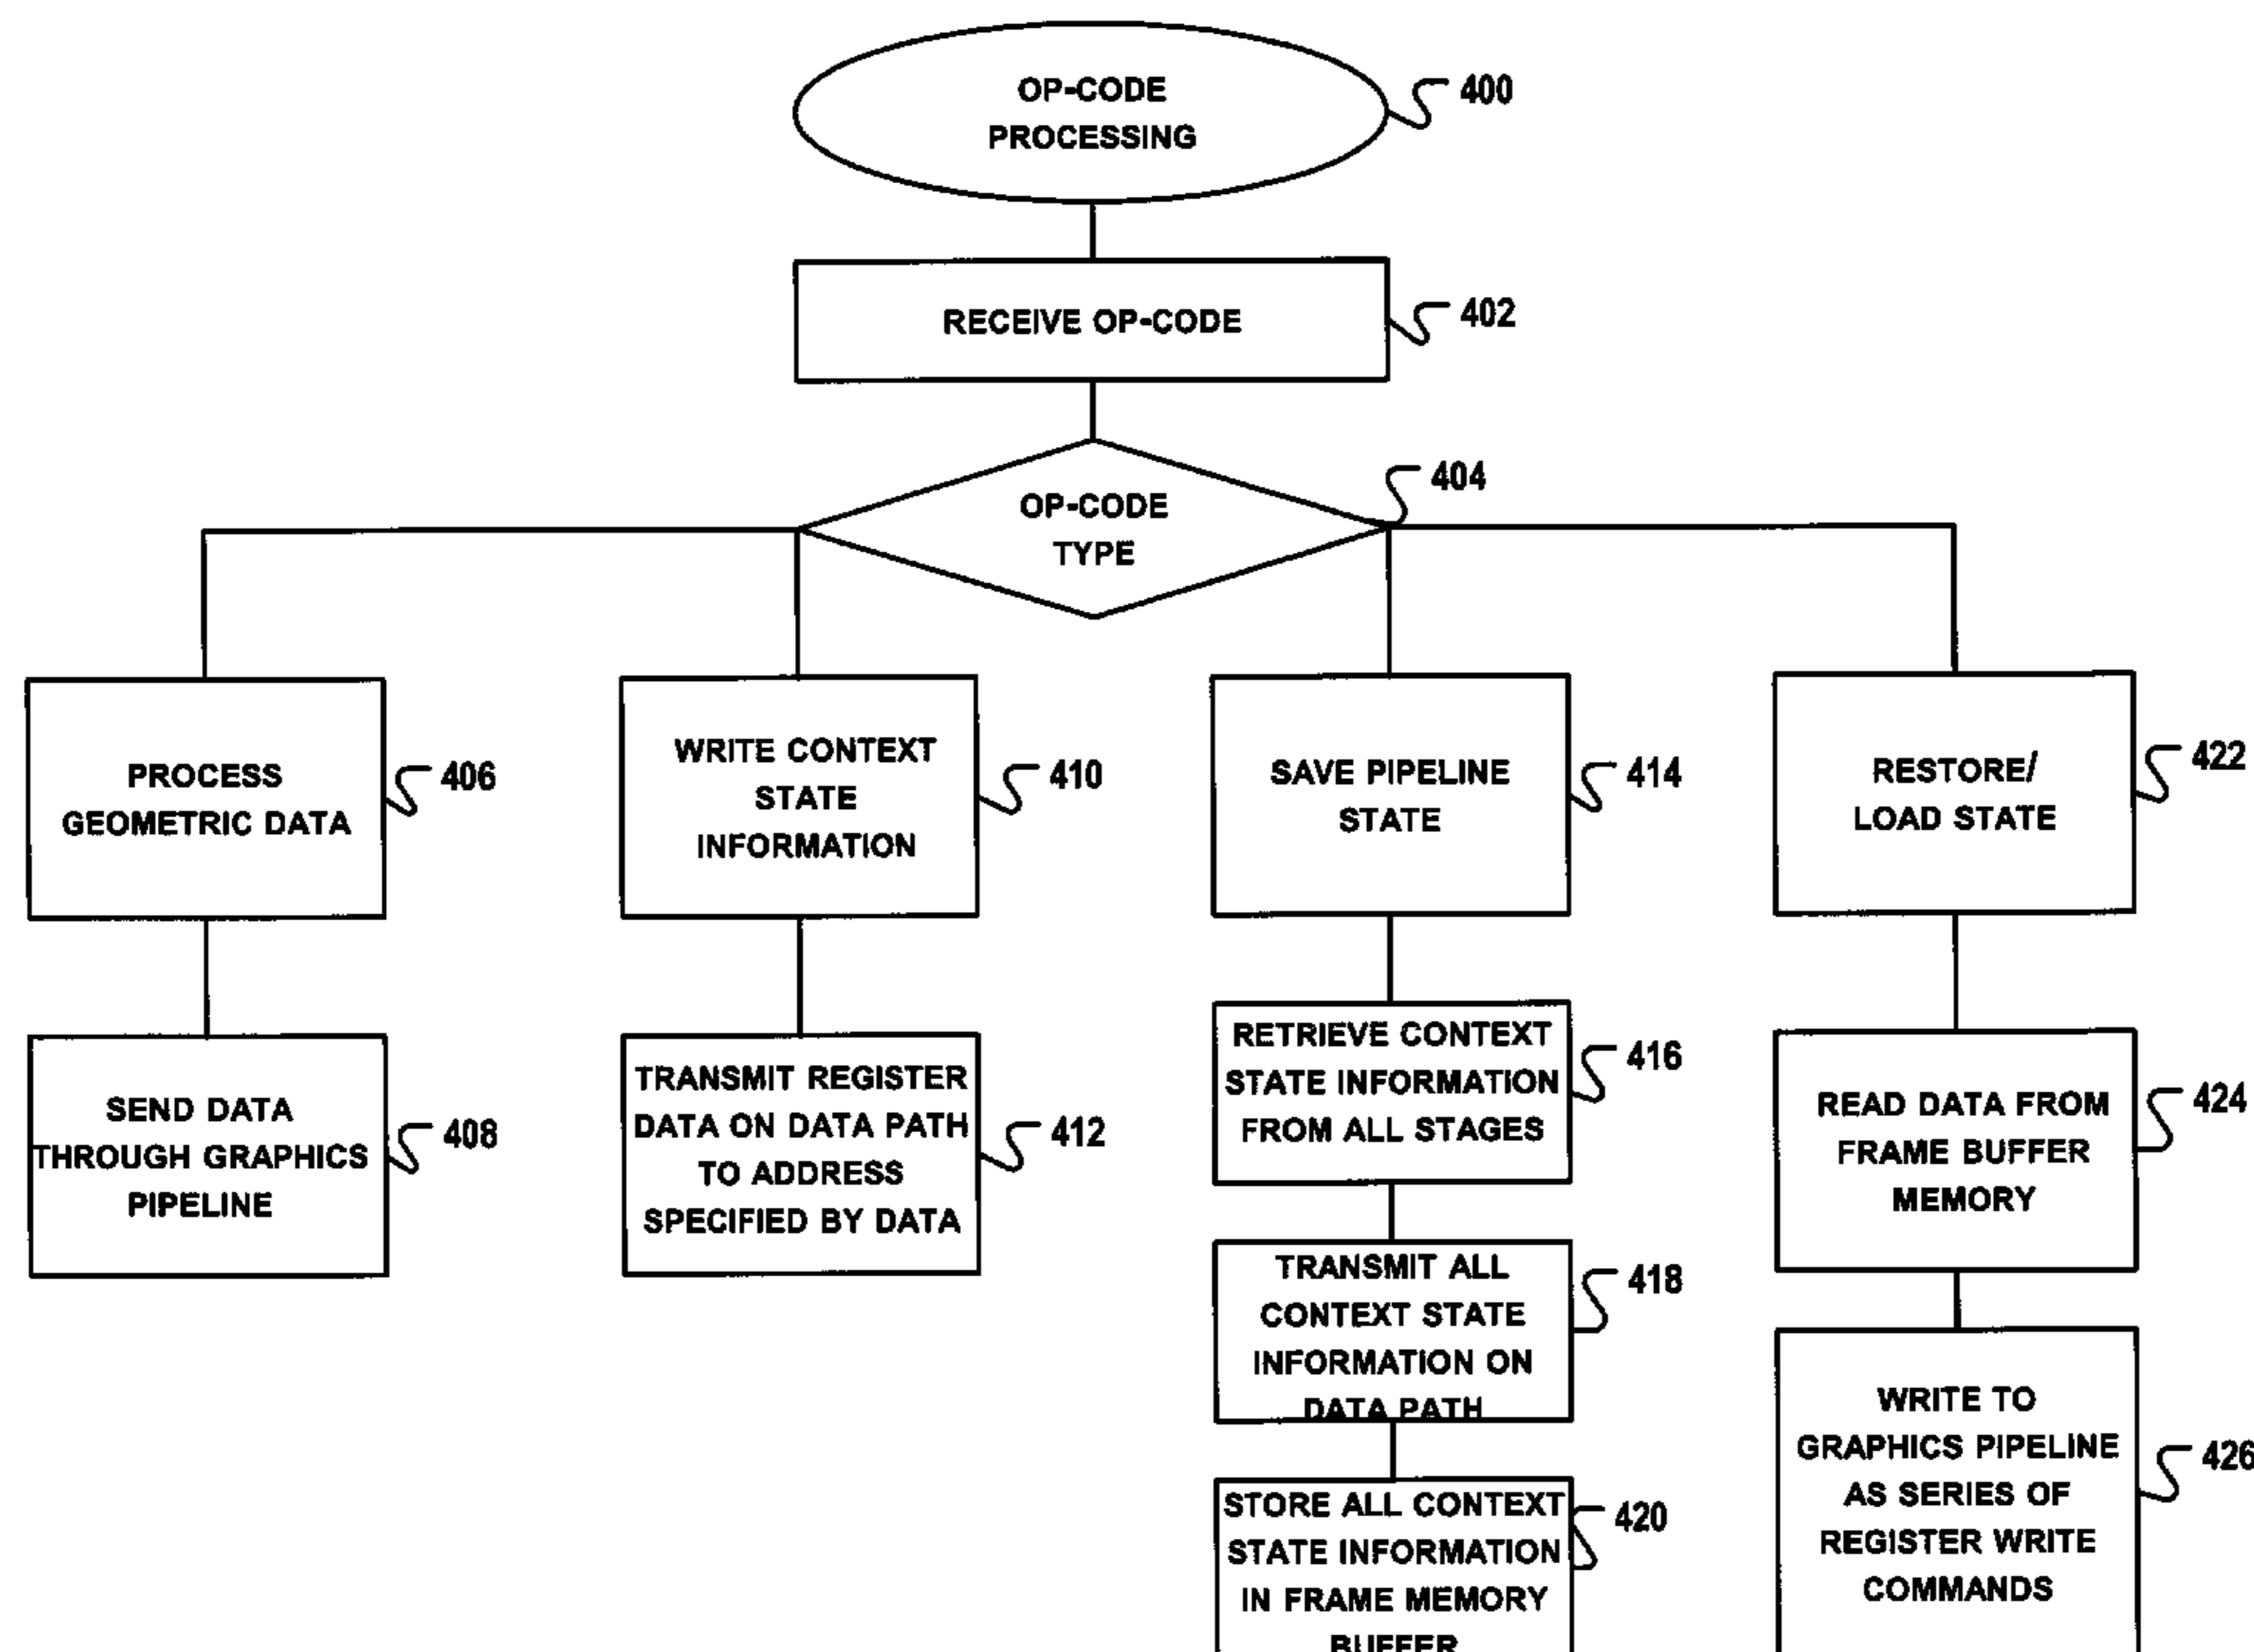 OP-CODE
PROCESSING
400
RECEIVE OP-CODE
402
OP-CODE
TYPE
404
PROCESS
GEOMETRIC DATA
406
SEND DATA
THROUGH GRAPHICS
PIPELINE
408
WRITE CONTEXT
STATE
INFORMATION
410
TRANSMIT REGISTER
DATA ON DATA PATH
TO ADDRESS
SPECIFIED BY DATA
412
SAVE PIPELINE
STATE
414
RETRIEVE CONTEXT
STATE INFORMATION
FROM ALL STAGES
416
TRANSMIT ALL
CONTEXT STATE
INFORMATION ON
DATA PATH
418
STORE ALL CONTEXT
STATE INFORMATION
IN FRAME MEMORY
BUFFER
420
RESTORE/
LOAD STATE
422
READ DATA FROM
FRAME BUFFER
MEMORY
424
WRITE TO
GRAPHICS PIPELINE
AS SERIES OF
REGISTER WRITE
COMMANDS
426